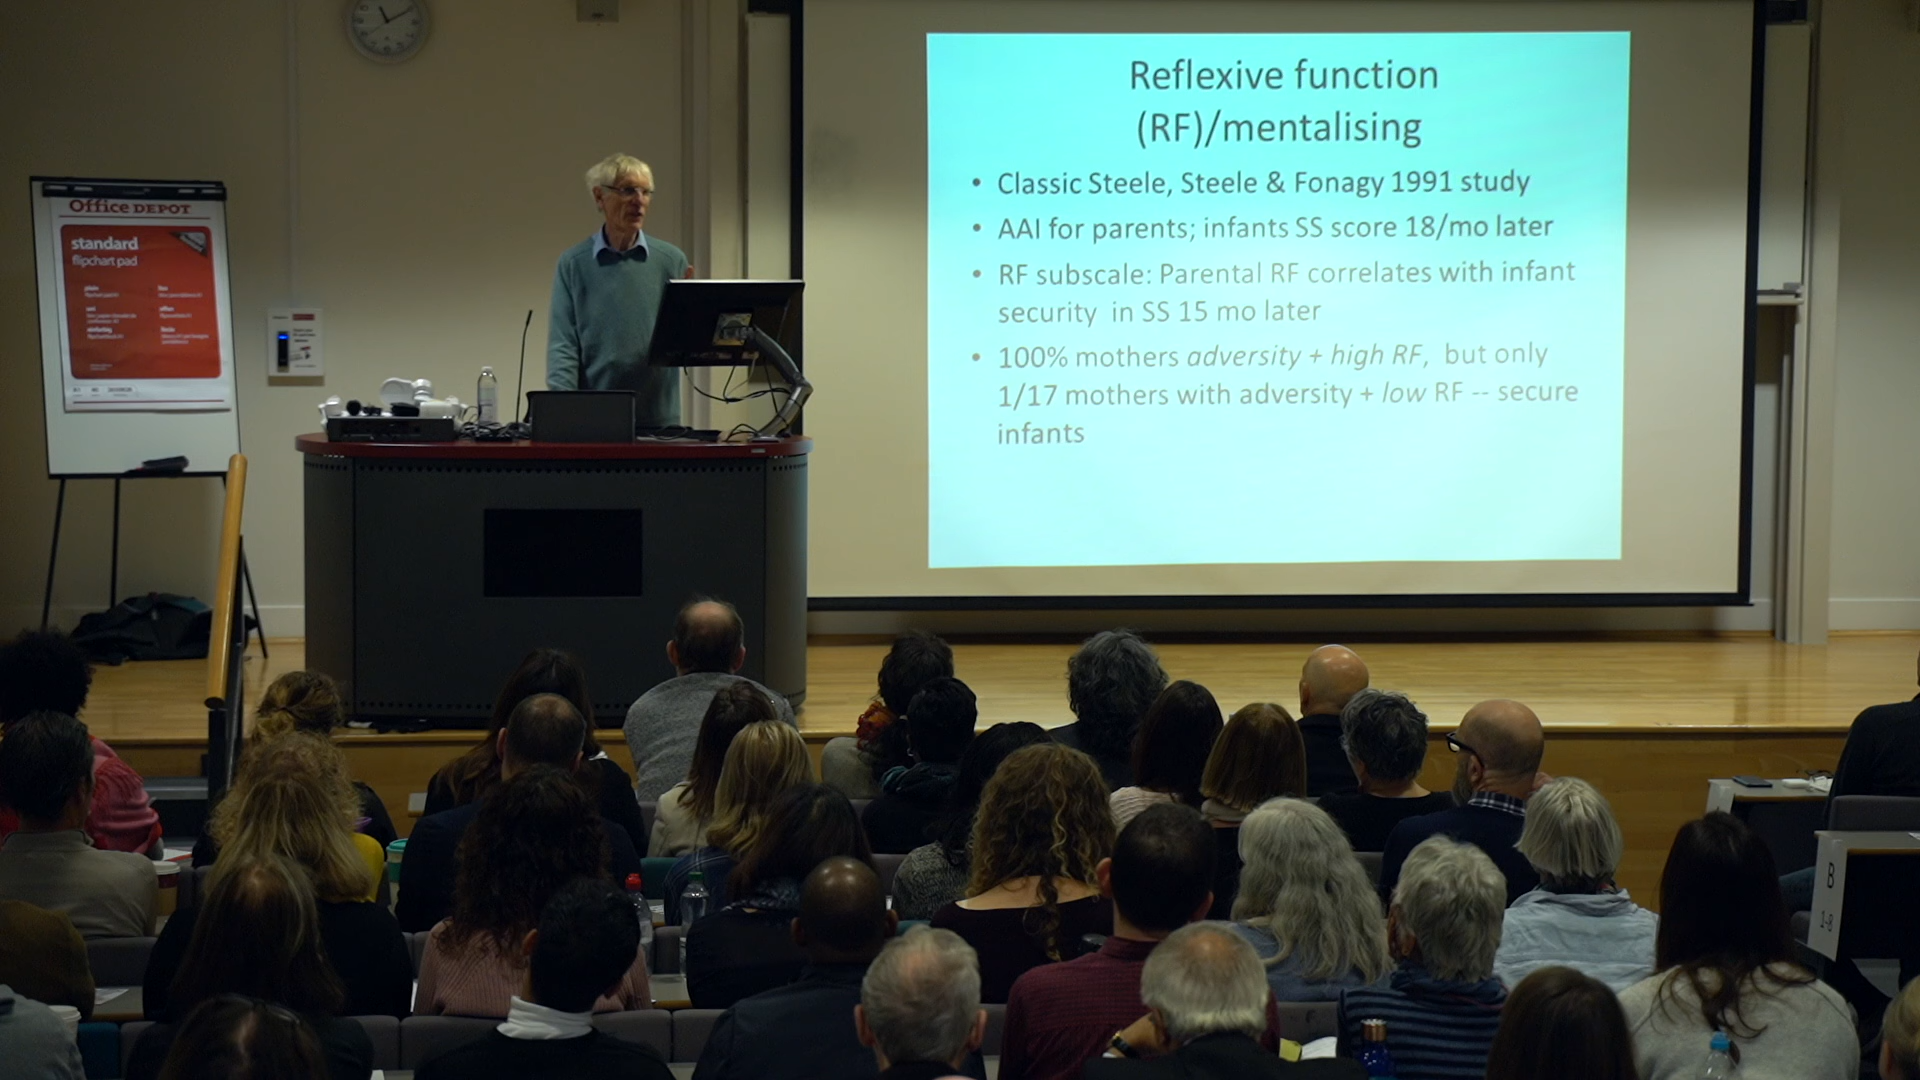 Office DEPOT
standard
flipchart pad
Reflexive function
(RF)/mentalising
• Classic Steele, Steele & Fonagy 1991 study
• AAI for parents; infants SS score 18/mo later
• RF subscale: Parental RF correlates with infant
security in SS 15 mo later
• 100% mothers adversity + high RF, but only
1/17 mothers with adversity + low RF -- secure
infants
B
1-8